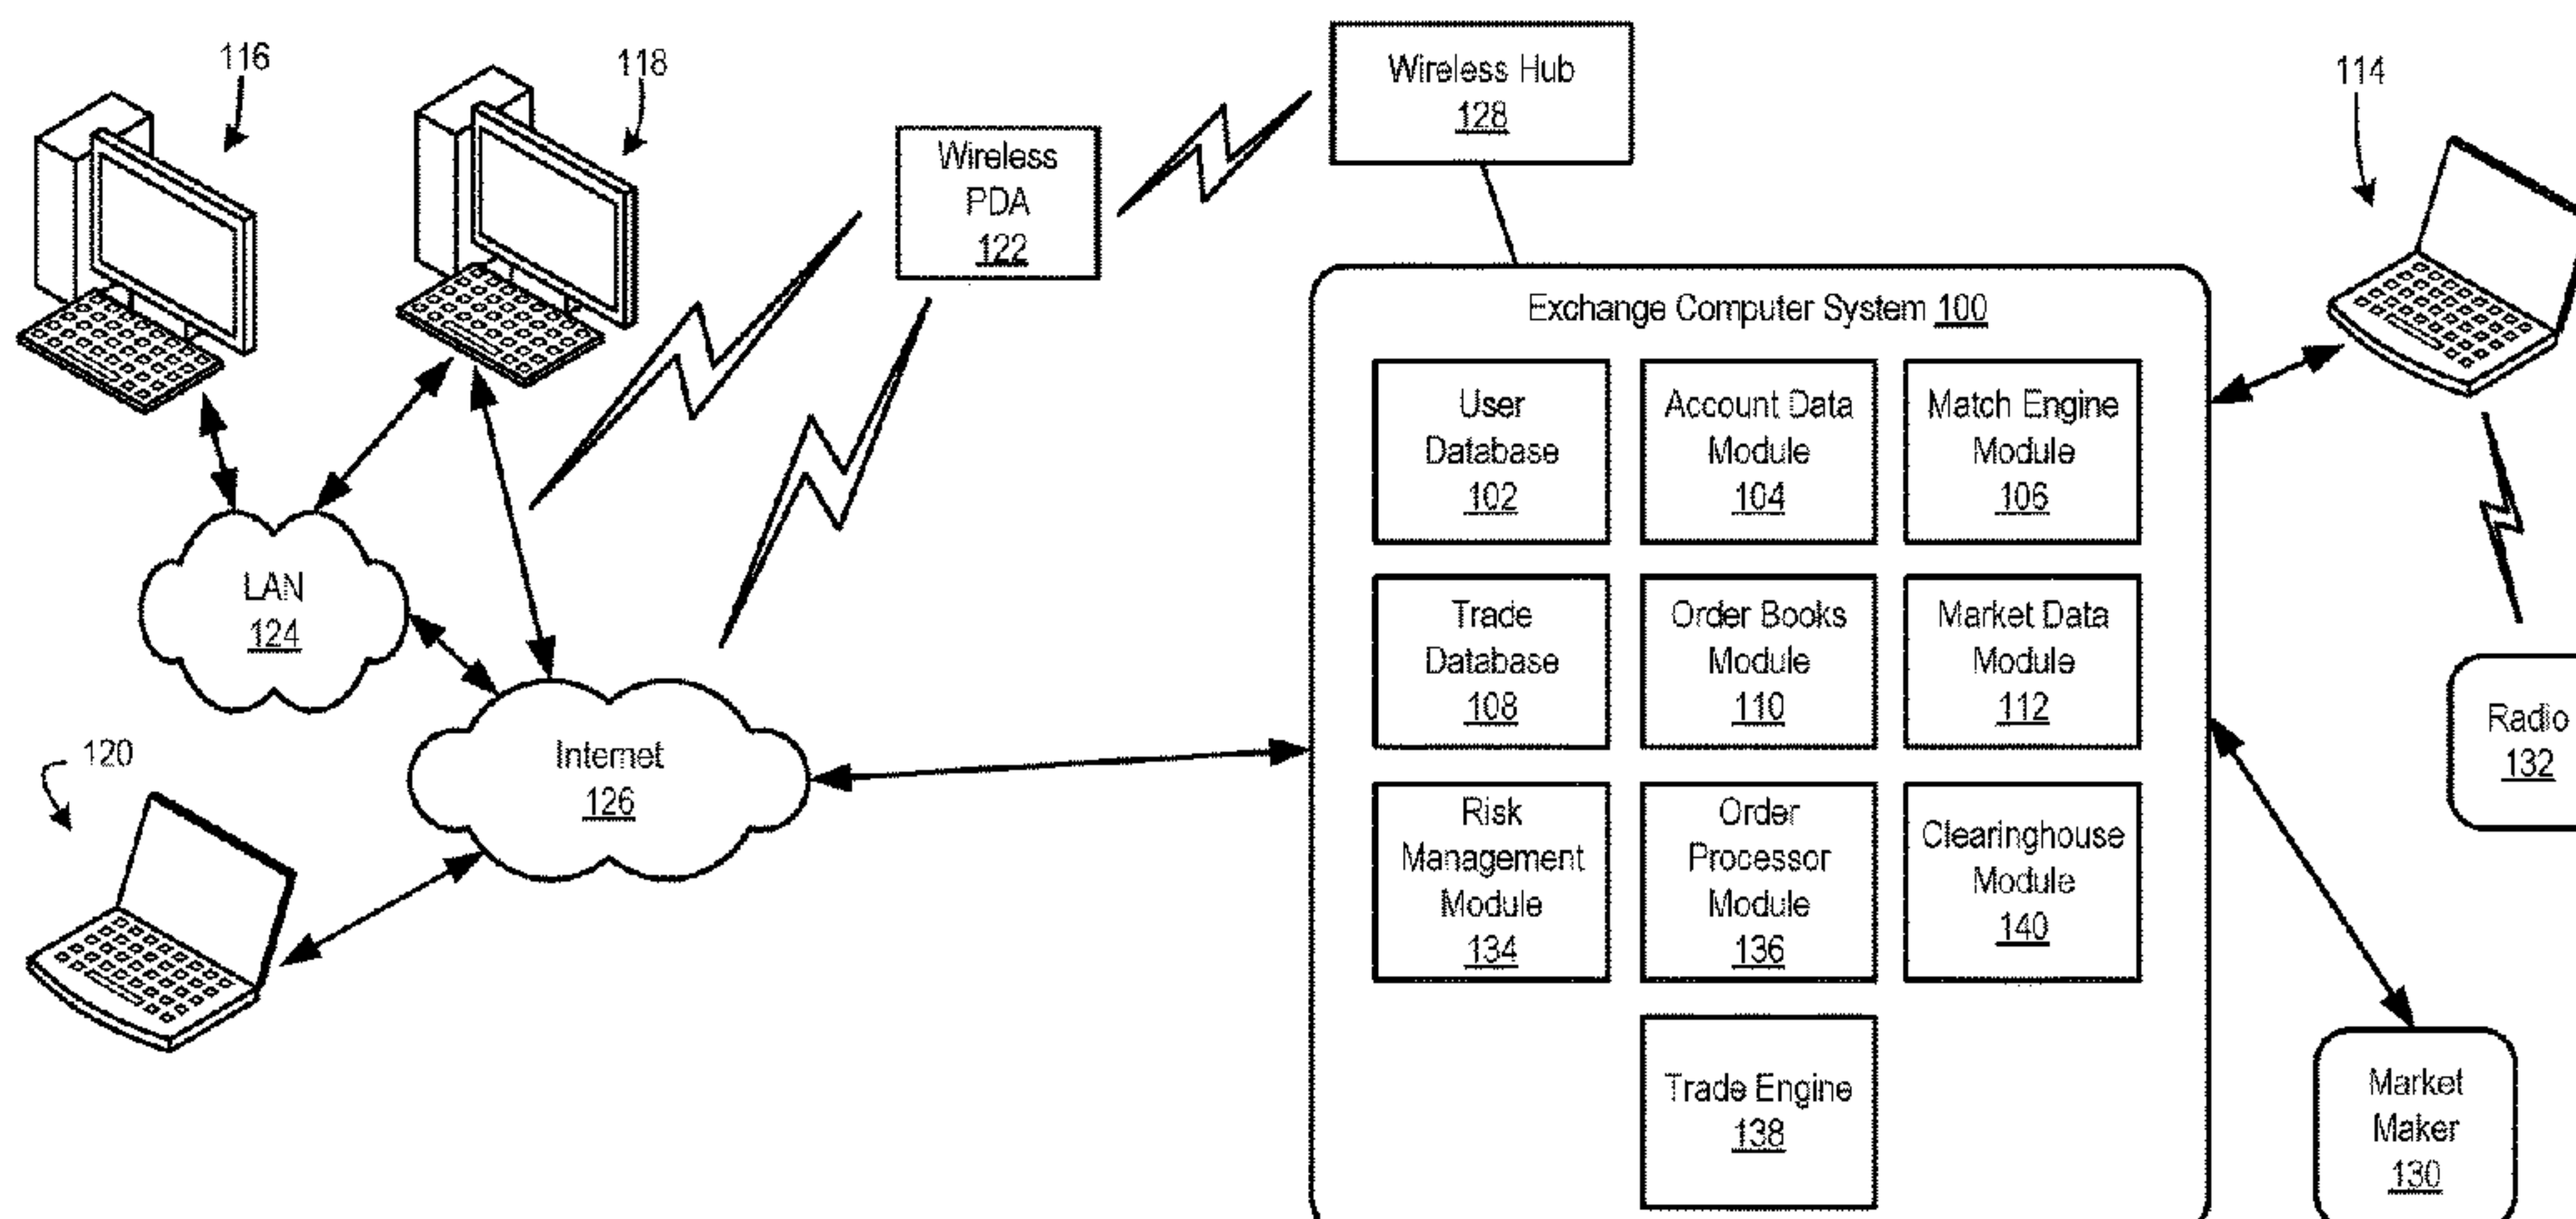 116
118
Wireless Hub
128
114
Wireless
PDA
122
Exchange Computer System 100
User
Database
102
Account Data
Module
104
Match Engine
Module
106
LAN
124
Trade
Database
108
Order Books
Module
110
Market Data
Module
112
Radio
132
120
Internet
126
Risk
Management
Module
134
Order
Processor
Module
136
Clearinghouse
Module
140
Trade Engine
138
Market
Maker
130